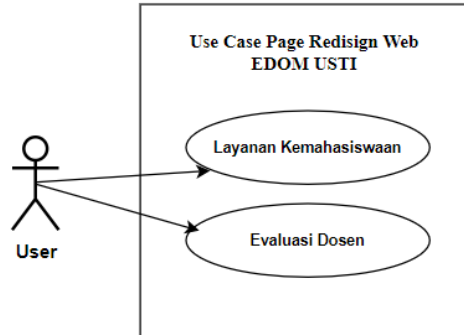 Use Case Page Redisign Web
EDOM USTI
Layanan Kemahasiswaan
Evaluasi Dosen
User